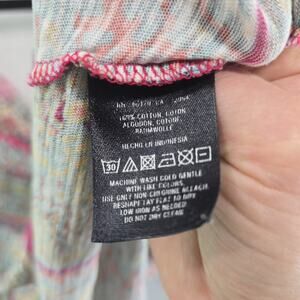 100% COTTON, COTON
ALGODON, COTONE
BAUMWOLLE
HECHO EN INDONESIA
30
MACHINE WASH COLD GENTLE
WITH LIKE COLORS.
USE ONLY NON-CHLORINE BLEACH.
RESHAPE LAY FLAT TO DRY
LOW IRON AS NEEDED
DO NOT DRY CLEAN